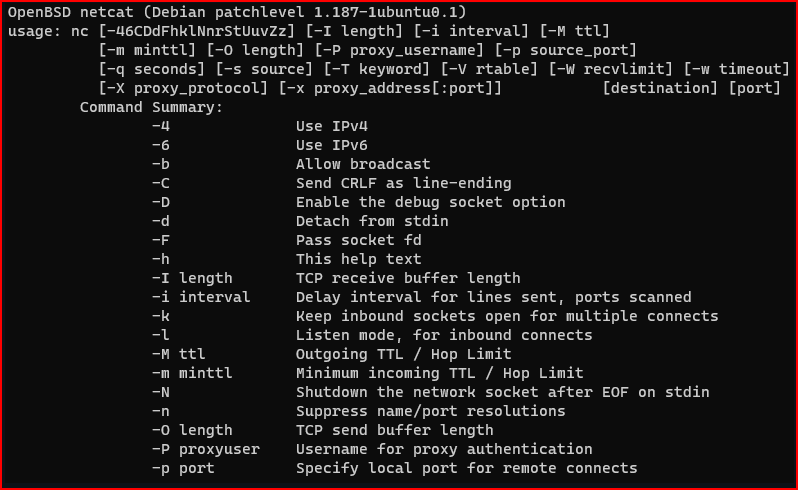 OpenBSD netcat (Debian patchlevel 1.187-1ubuntu0.1)
usage: nc [-46CDdFhklNnrStUuvZz] [-I length] [-i interval] [-M ttl]
          [-m minttl] [-O length] [-P proxy_username] [-p source_port]
          [-q seconds] [-s source] [-T keyword] [-V rtable] [-W recvlimit] [-w timeout]
          [-X proxy_protocol] [-x proxy_address[:port]]           [destination] [port]
        Command Summary:
                -4              Use IPv4
                -6              Use IPv6
                -b              Allow broadcast
                -C              Send CRLF as line-ending
                -D              Enable the debug socket option
                -d              Detach from stdin
                -F              Pass socket fd
                -h              This help text
                -I length       TCP receive buffer length
                -i interval     Delay interval for lines sent, ports scanned
                -k              Keep inbound sockets open for multiple connects
                -l              Listen mode, for inbound connects
                -M ttl          Outgoing TTL / Hop Limit
                -m minttl       Minimum incoming TTL / Hop Limit
                -N              Shutdown the network socket after EOF on stdin
                -n              Suppress name/port resolutions
                -O length       TCP send buffer length
                -P proxyuser    Username for proxy authentication
                -p port         Specify local port for remote connects